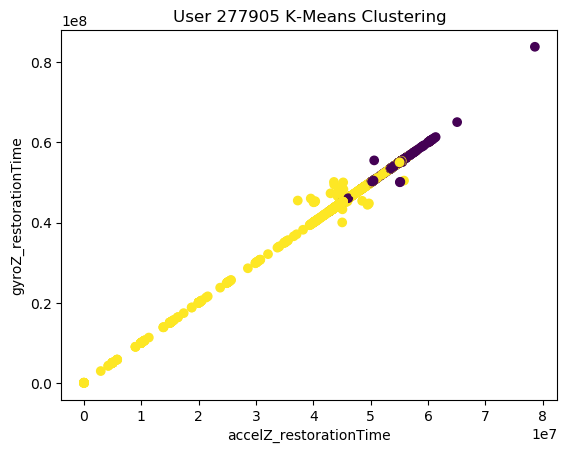 User 277905 K-Means Clustering
1e8
0.8
0.6
0.4
0.2
0.0
gyroZ_restorationTime
0 1 2 3 4 5 6 7 8
1e7
accelZ_restorationTime